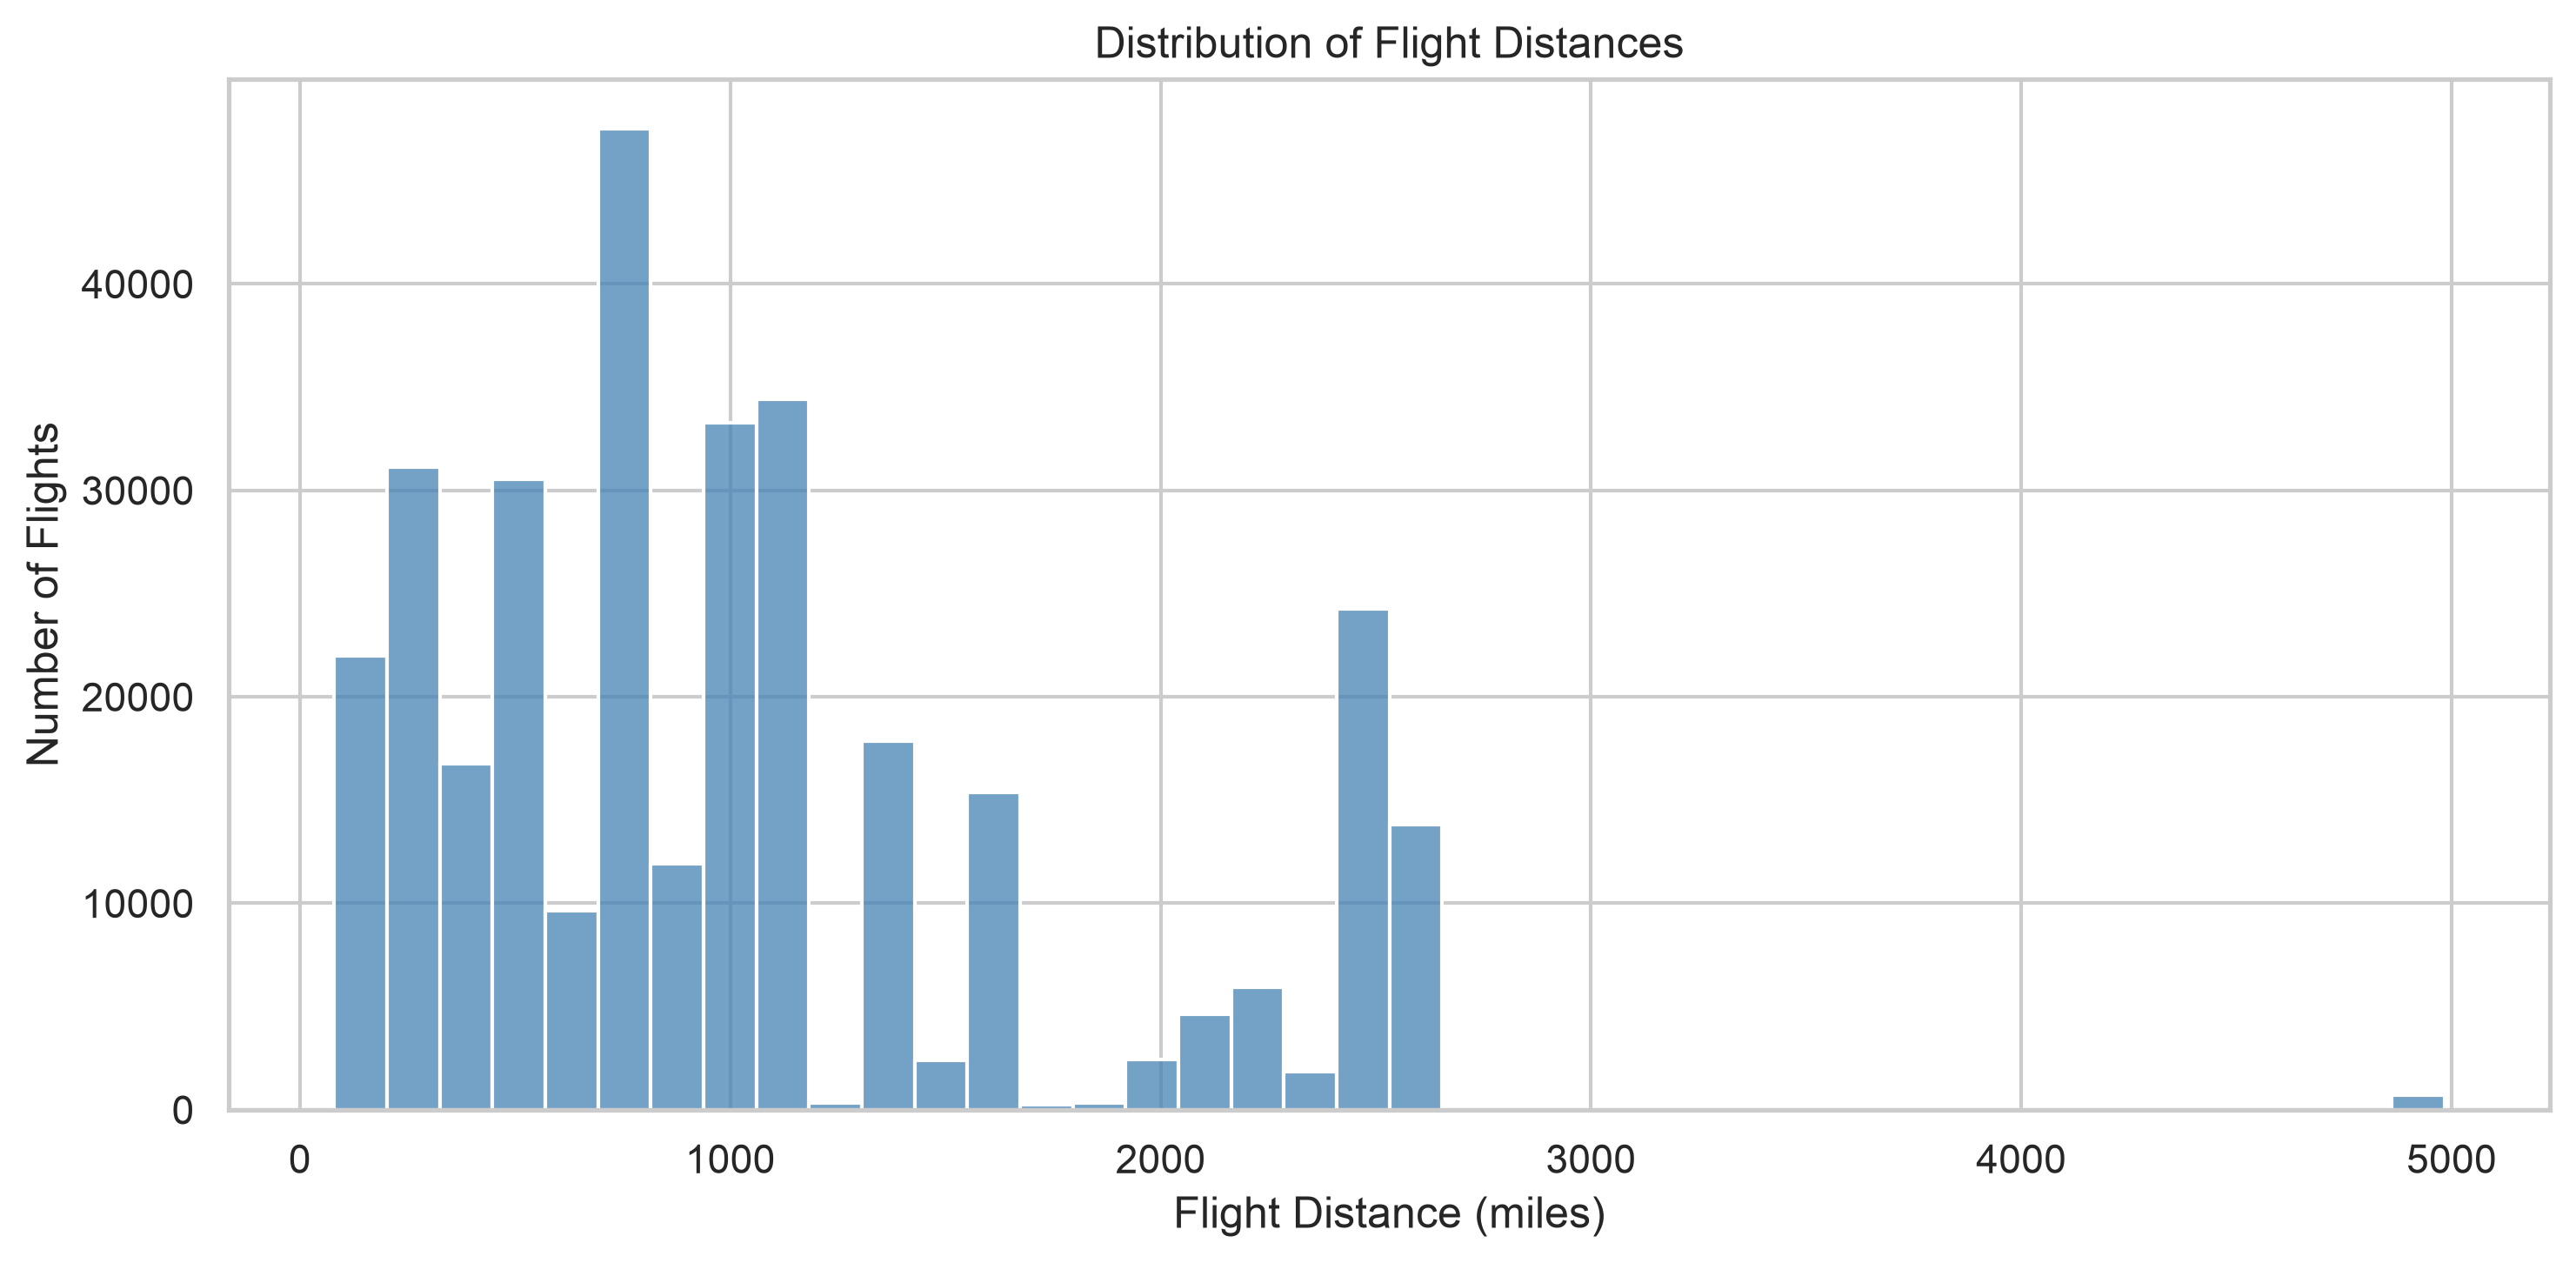 Distribution of Flight Distances
Number of Flights
40000
30000
20000
10000
0
0 1000 2000 3000 4000 5000
Flight Distance (miles)